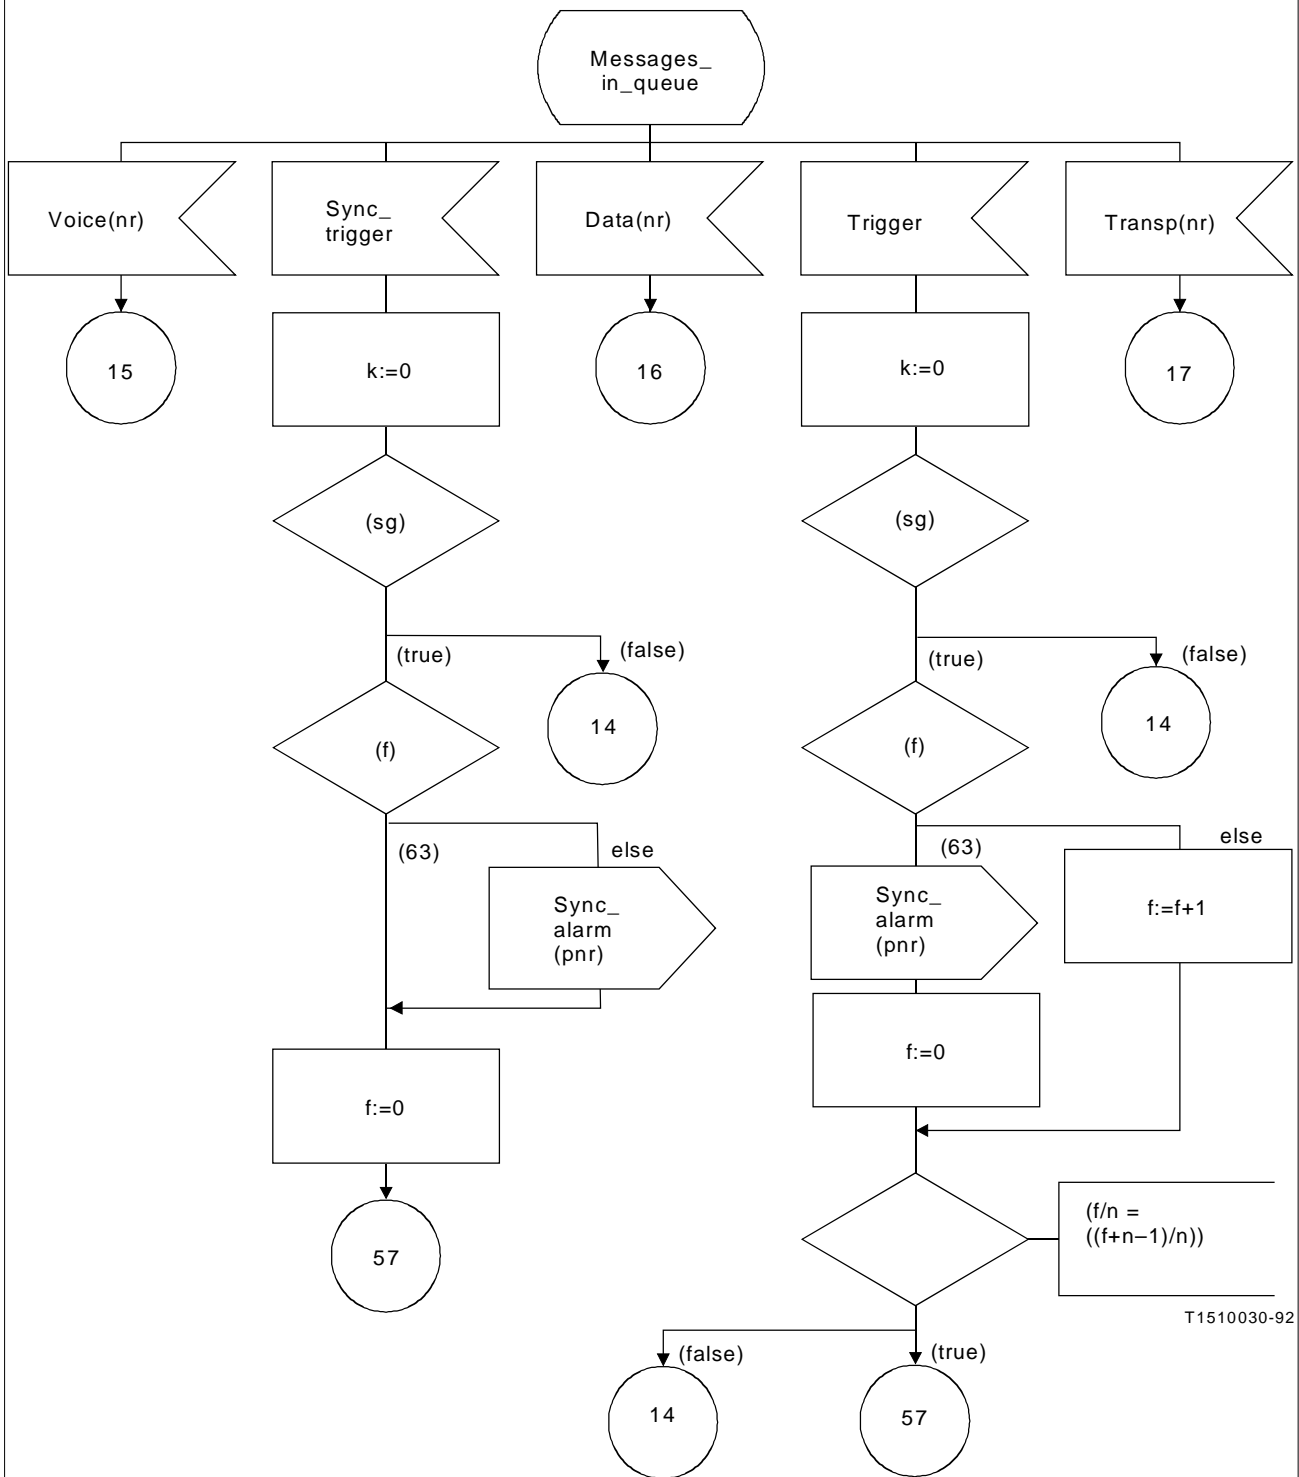 Messages_
in_queue
Voice(nr)
Sync_
trigger
Data(nr)
Trigger
Transp(nr)
15
k:=0
16
k:=0
17
(sg)
(sg)
(true)
(false)
(true)
(false)
14
14
(f)
(f)
(63)
else
(63)
else
Sync_
alarm
(pnr)
Sync_
alarm
(pnr)
f:=f+1
f:=0
f:=0
57
(f/n =
((f+n–1)/n))
T1510030-92
(false)
(true)
14
57